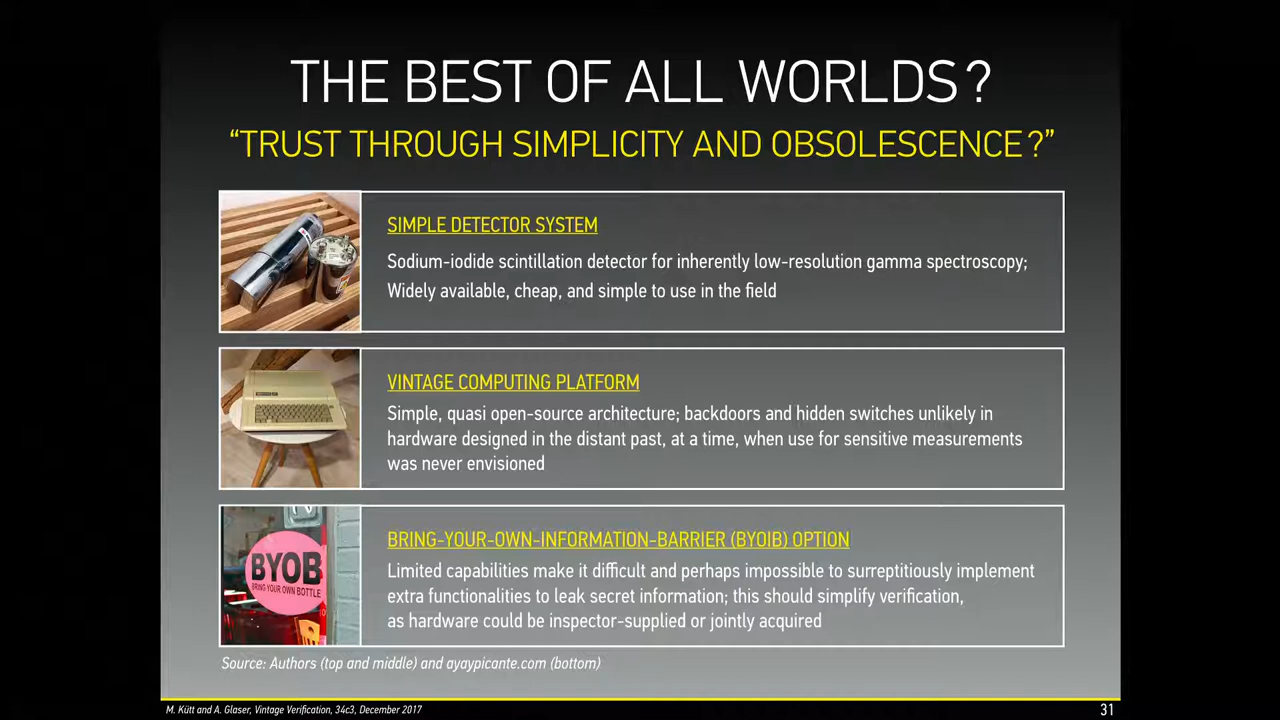 THE BEST OF ALL WORLDS?
“TRUST THROUGH SIMPLICITY AND OBSOLESCENCE?”
SIMPLE DETECTOR SYSTEM
Sodium-iodide scintillation detector for inherently low-resolution gamma spectroscopy;
Widely available, cheap, and simple to use in the field
VINTAGE COMPUTING PLATFORM
Simple, quasi open-source architecture; backdoors and hidden switches unlikely in
hardware designed in the distant past, at a time, when use for sensitive measurements
was never envisioned
BYOB
BRING YOUR OWN BOTTLE
BRING-YOUR-OWN-INFORMATION-BARRIER (BYOIB) OPTION
Limited capabilities make it difficult and perhaps impossible to surreptitiously implement
extra functionalities to leak secret information; this should simplify verification,
as hardware could be inspector-supplied or jointly acquired
Source: Authors (top and middle) and ayaypicante.com (bottom)
M. Kütt and A. Glaser, Vintage Verification, 34c3, December 2017
31